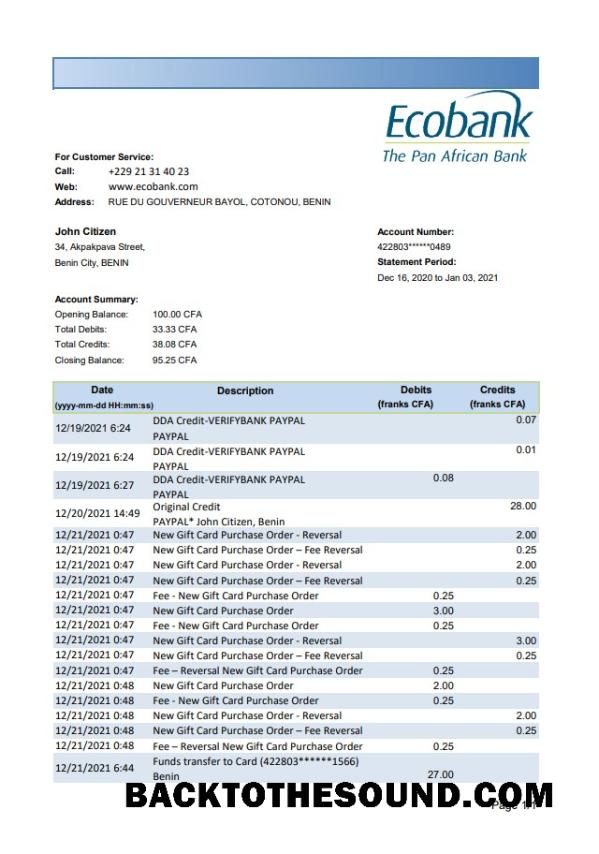 Ecobank
The Pan African Bank
For Customer Service:
Call: +229 21 31 40 23
Web: www.ecobank.com
Address: RUE DU GOUVERNEUR BAYOL, COTONOU, BENIN
John Citizen
34, Akpakpava Street,
Benin City, BENIN
Account Number:
422803******0489
Statement Period:
Dec 16, 2020 to Jan 03, 2021
Account Summary:
Opening Balance: 100.00 CFA
Total Debits: 33.33 CFA
Total Credits: 38.08 CFA
Closing Balance: 95.25 CFA
Date Description Debits Credits
(yyyy-mm-dd HH:mm:ss) (franks CFA) (franks CFA)
12/19/2021 6:24 DDA Credit-VERIFYBANK PAYPAL 0.07
PAYPAL
12/19/2021 6:24 DDA Credit-VERIFYBANK PAYPAL 0.01
PAYPAL
12/19/2021 6:27 DDA Credit-VERIFYBANK PAYPAL 0.08
PAYPAL
12/20/2021 14:49 Original Credit 28.00
PAYPAL* John Citizen, Benin
12/21/2021 0:47 New Gift Card Purchase Order - Reversal 2.00
12/21/2021 0:47 New Gift Card Purchase Order – Fee Reversal 0.25
12/21/2021 0:47 New Gift Card Purchase Order - Reversal 2.00
12/21/2021 0:47 New Gift Card Purchase Order – Fee Reversal 0.25
12/21/2021 0:47 Fee - New Gift Card Purchase Order 0.25
12/21/2021 0:47 New Gift Card Purchase Order 3.00
12/21/2021 0:47 Fee - New Gift Card Purchase Order 0.25
12/21/2021 0:47 New Gift Card Purchase Order - Reversal 3.00
12/21/2021 0:47 New Gift Card Purchase Order – Fee Reversal 0.25
12/21/2021 0:47 Fee – Reversal New Gift Card Purchase Order 0.25
12/21/2021 0:48 New Gift Card Purchase Order 2.00
12/21/2021 0:48 Fee - New Gift Card Purchase Order 0.25
12/21/2021 0:48 New Gift Card Purchase Order - Reversal 2.00
12/21/2021 0:48 New Gift Card Purchase Order – Fee Reversal 0.25
12/21/2021 0:48 Fee – Reversal New Gift Card Purchase Order 0.25
12/21/2021 6:44 Funds transfer to Card (422803******1566)
Benin 27.00
BACKTOTHESOUND.COM
Page 1/1